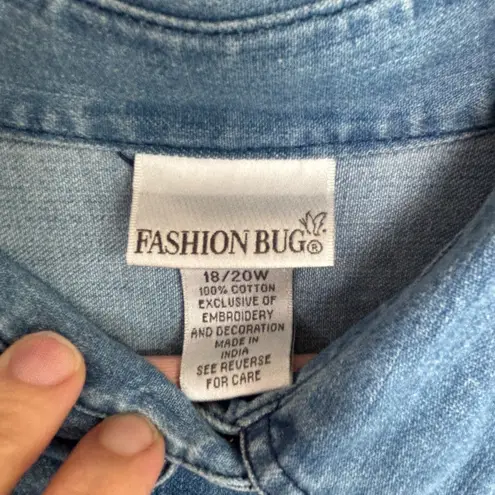 FASHION BUG®
18/20W
100% COTTON
EXCLUSIVE OF
EMBROIDERY
AND DECORATION
MADE IN
INDIA
SEE REVERSE
FOR CARE